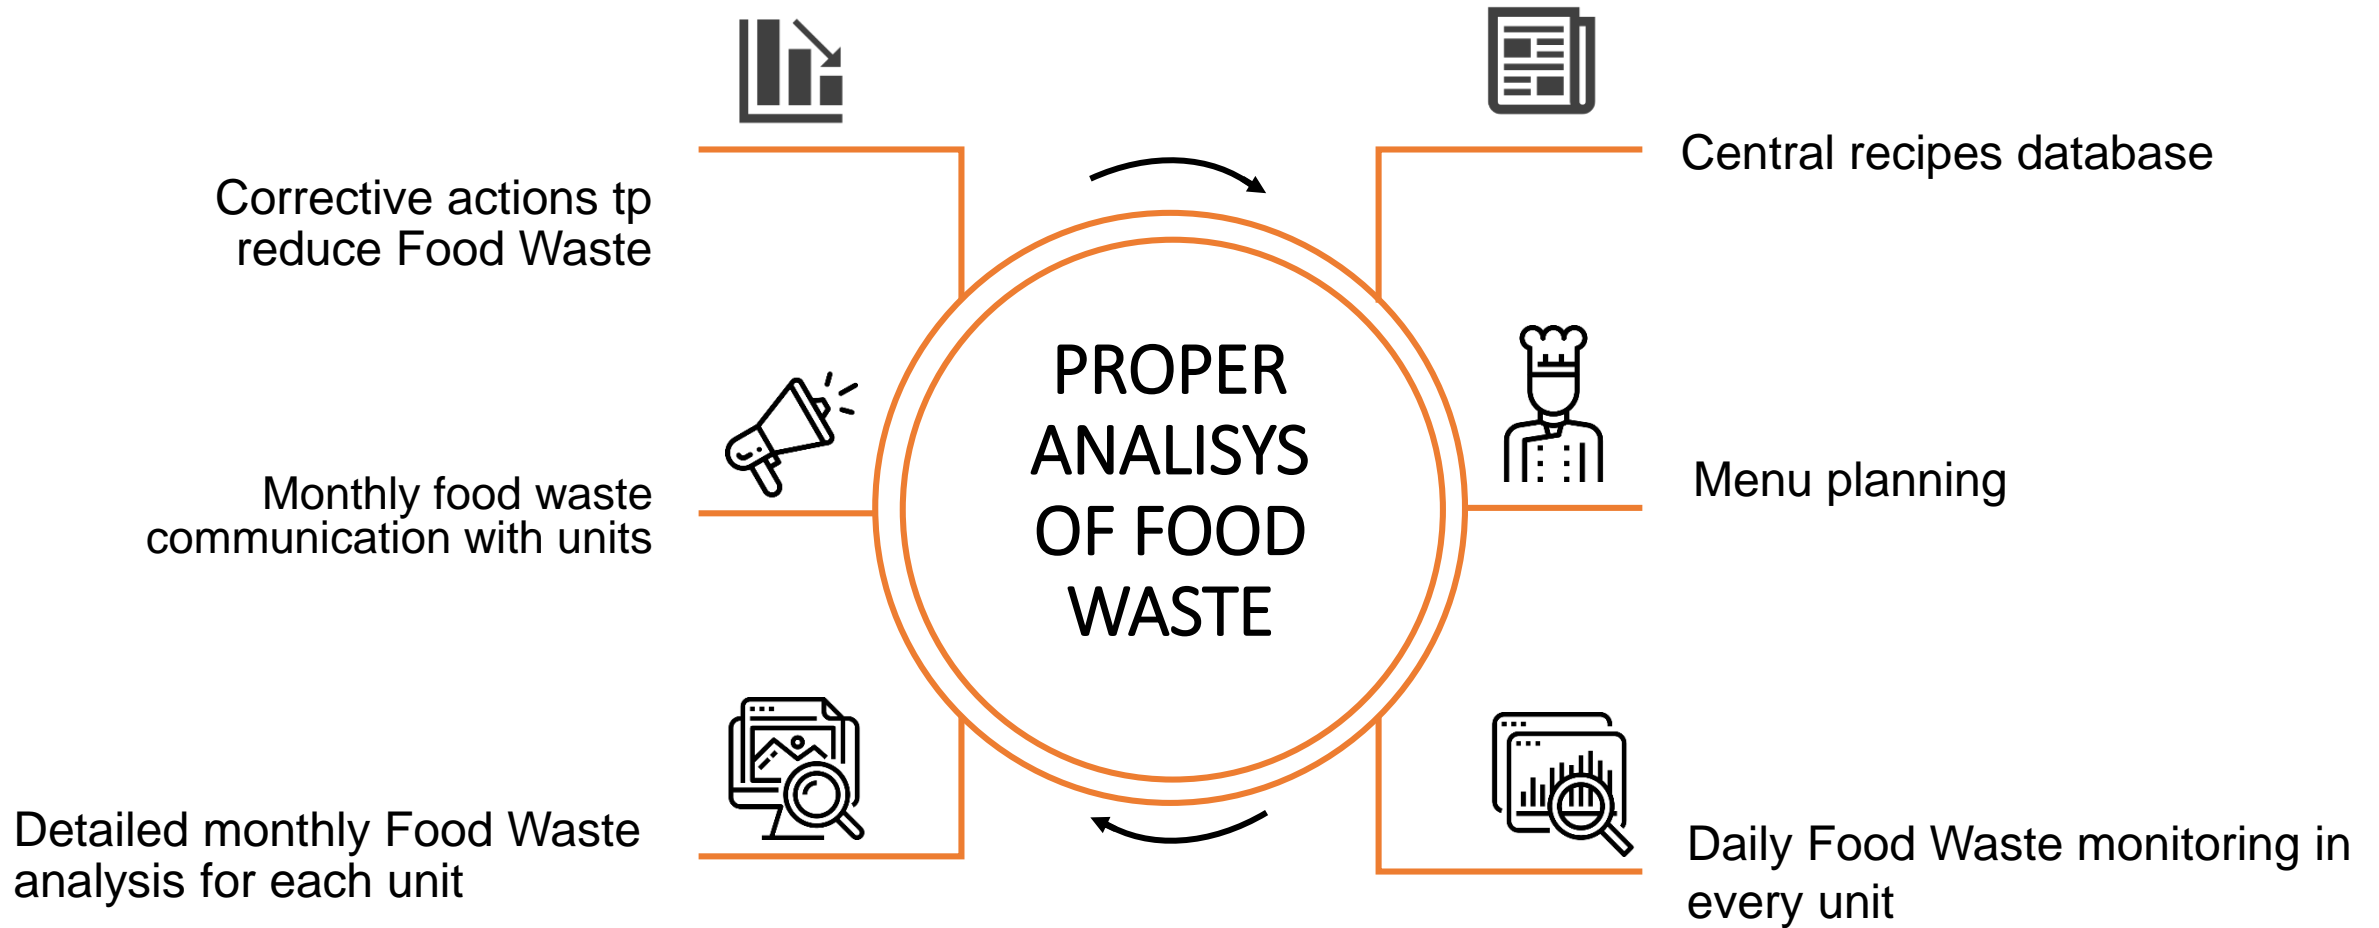 Corrective actions tp
reduce Food Waste
Monthly food waste
communication with units
Detailed monthly Food Waste
analysis for each unit
PROPER
ANALISYS
OF FOOD
WASTE
Central recipes database
Menu planning
Daily Food Waste monitoring in
every unit